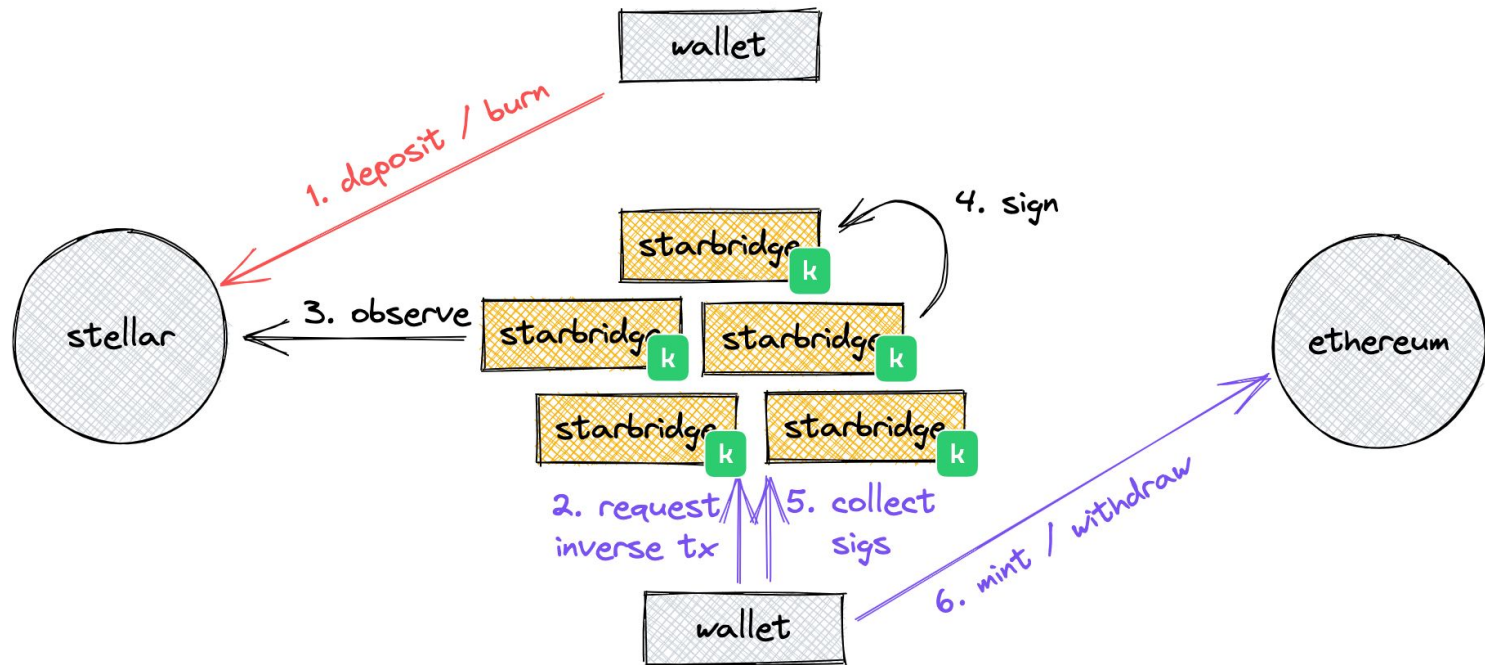 wallet
1. deposit / burn
4. sign
starbridge
k
stellar
3. observe
starbridge
k
starbridge
k
ethereum
starbridge
k
starbridge
k
2. request
inverse tx
5. collect
sigs
6. mint / withdraw
wallet